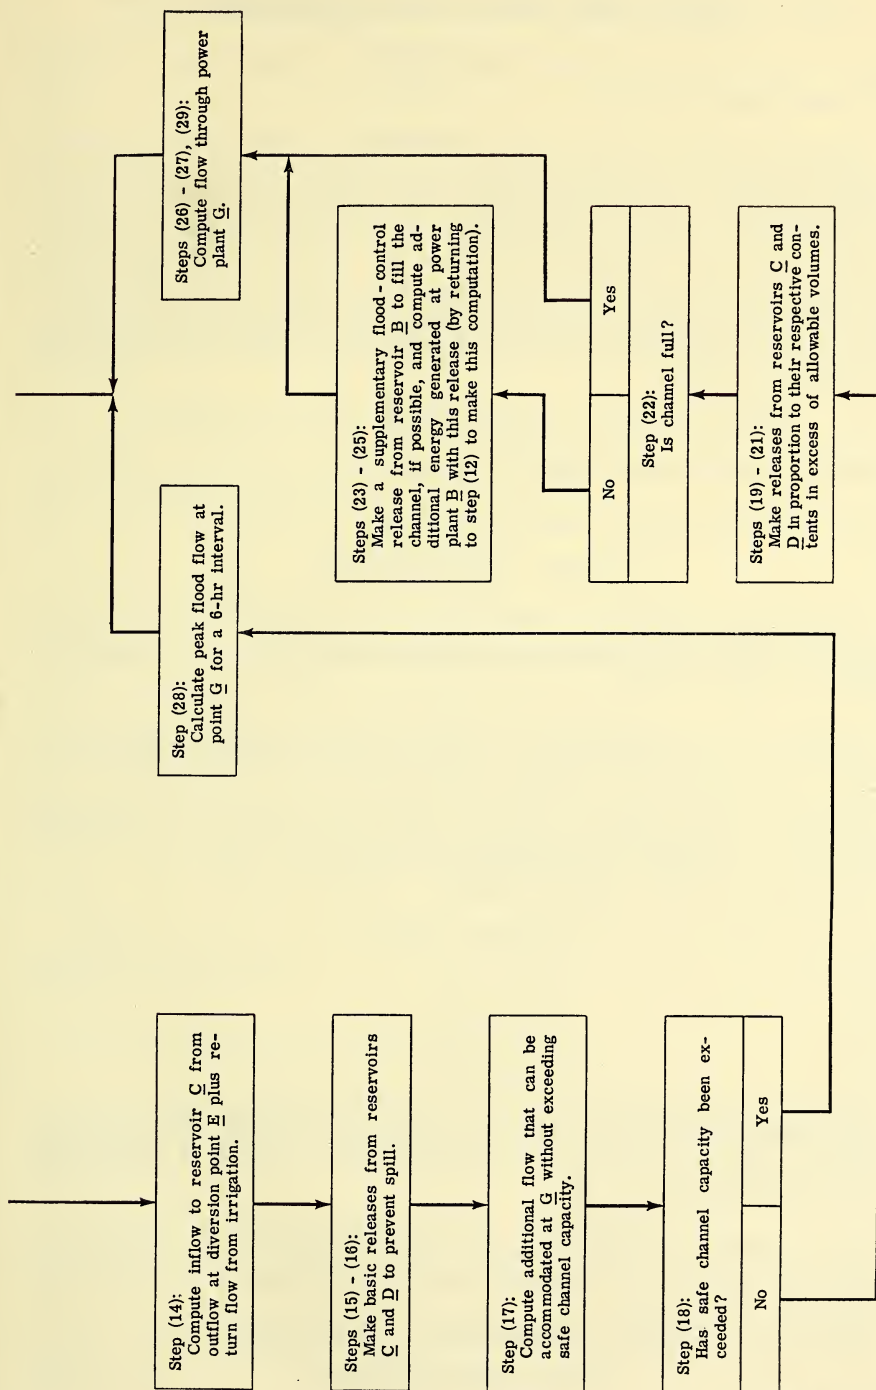 Step (14):
Compute inflow to reservoir C from
outflow at diversion point E plus re-
turn flow from irrigation.
Steps (15) - (16):
Make basic releases from reservoirs
C and D to prevent spill.
Step (17):
Compute additional flow that can be
accommodated at G without exceeding
safe channel capacity.
Step (18):
Has safe channel capacity been ex-
ceeded?
No
Yes
Step (28):
Calculate peak flood flow at
point G for a 6-hr interval.
Steps (26) - (27), (29):
Compute flow through power
plant G.
Steps (23) - (25):
Make a supplementary flood-control
release from reservoir B to fill the
channel, if possible, and compute ad-
ditional energy generated at power
plant B with this release (by returning
to step (12) to make this computation).
No
Yes
Step (22):
Is channel full?
Steps (19) - (21):
Make releases from reservoirs C and
D in proportion to their respective con-
tents in excess of allowable volumes.